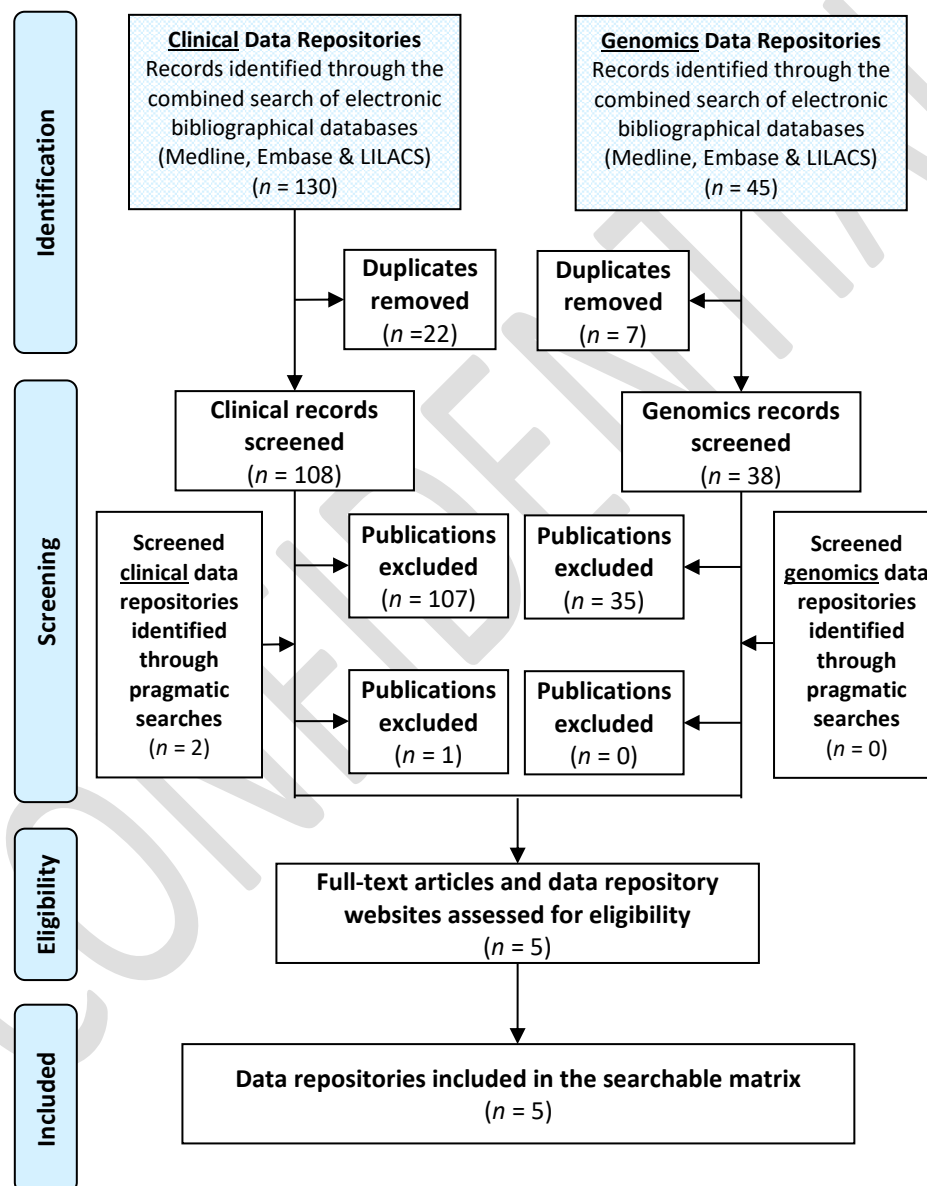 Identification
Clinical Data Repositories
Records identified through the
combined search of electronic
bibliographical databases
(Medline, Embase & LILACS)
(n = 130)
Genomics Data Repositories
Records identified through the
combined search of electronic
bibliographical databases
(Medline, Embase & LILACS)
(n = 45)
Duplicates
removed
(n =22)
Duplicates
removed
(n = 7)
Screening
Clinical records
screened
(n = 108)
Genomics records
screened
(n = 38)
Screened
clinical data
repositories
identified
through
pragmatic
searches
(n = 2)
Publications
excluded
(n = 107)
Publications
excluded
(n = 35)
Screened
genomics data
repositories
identified
through
pragmatic
searches
(n = 0)
Publications
excluded
(n = 1)
Publications
excluded
(n = 0)
Eligibility
Full-text articles and data repository
websites assessed for eligibility
(n = 5)
Included
Data repositories included in the searchable matrix
(n = 5)
CONFIDENTIA